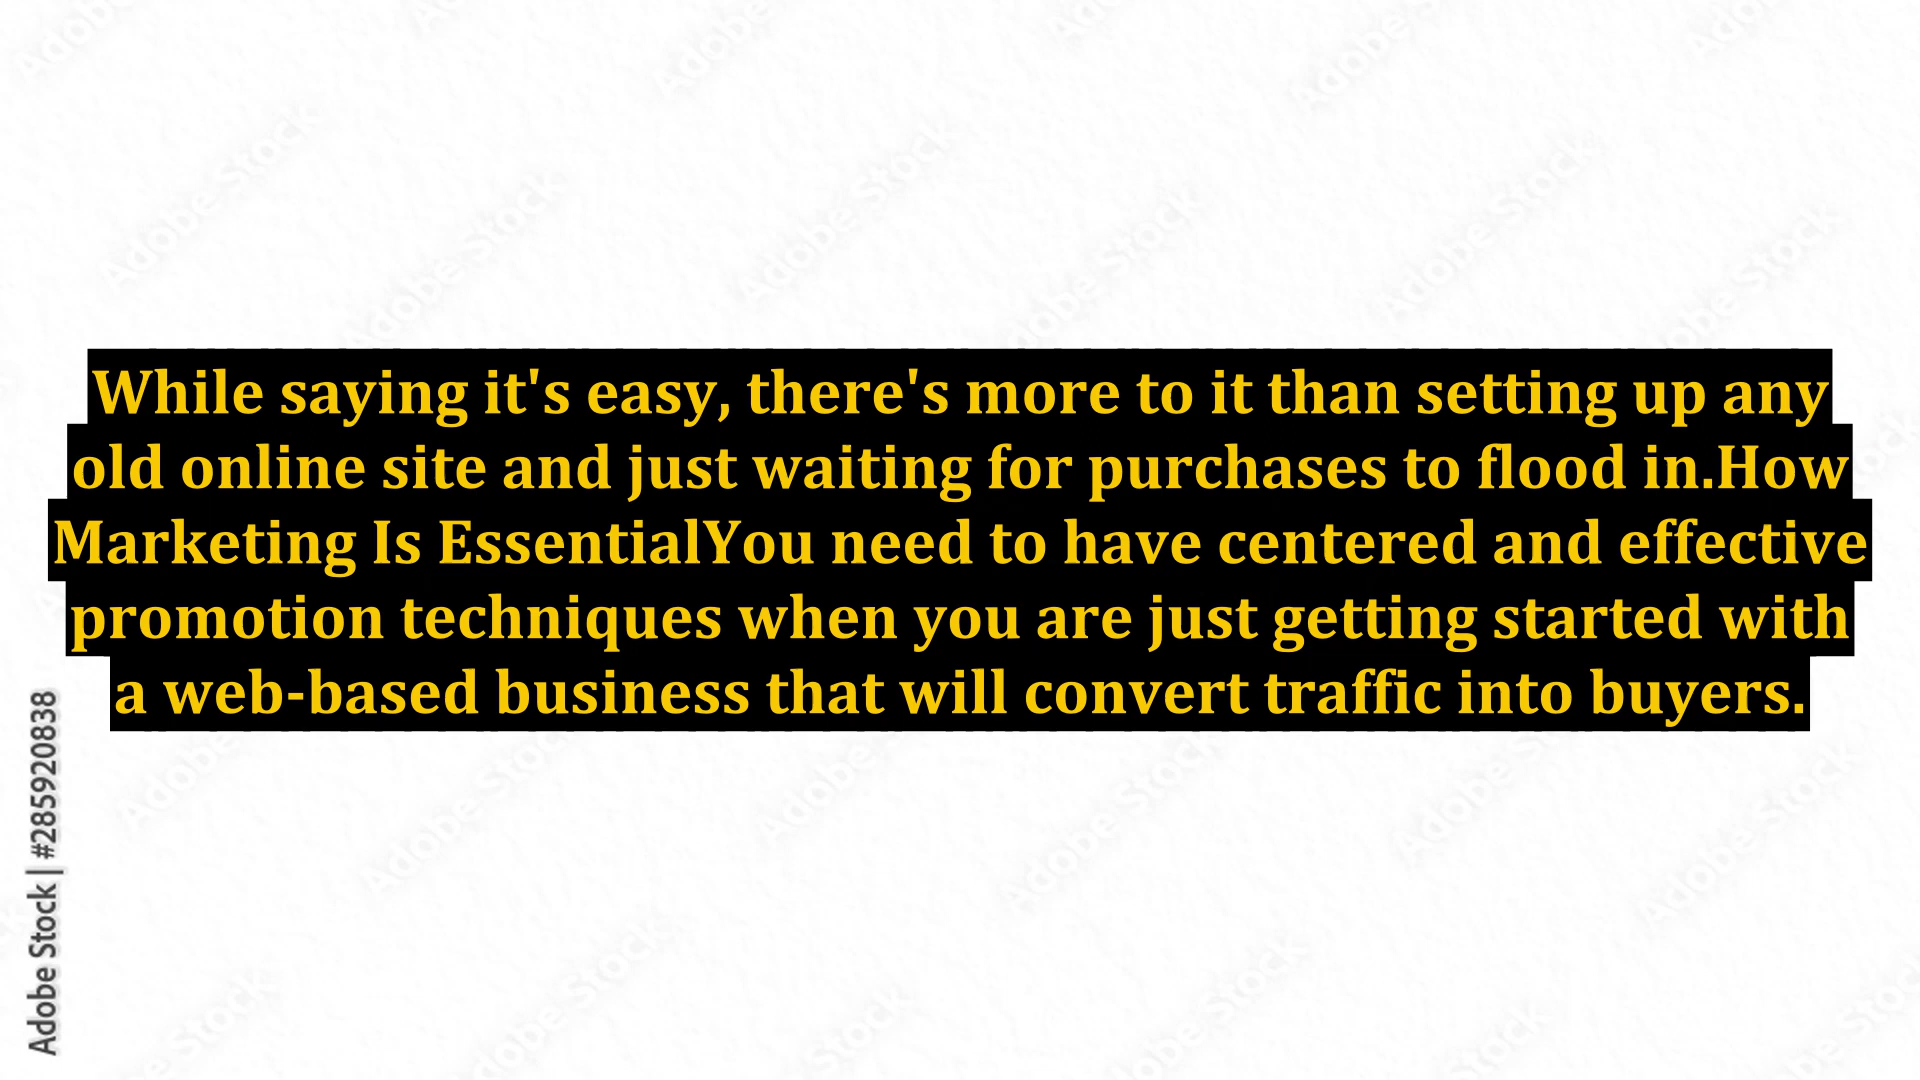 While saying it's easy, there's more to it than setting up any
old online site and just waiting for purchases to flood in.How
Marketing Is EssentialYou need to have centered and effective
promotion techniques when you are just getting started with
a web-based business that will convert traffic into buyers.
Adobe Stock | #285920838